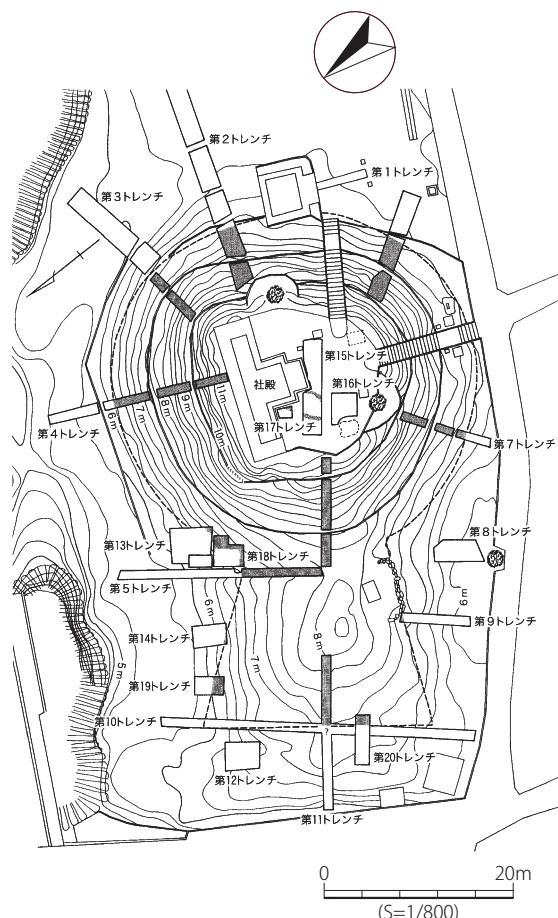 第2トレンチ
第1トレンチ
第3トレンチ
第15トレンチ
第16トレンチ
社殿
第17トレンチ
11m
10m
9m
8m
7m
6m
第4トレンチ
第7トレンチ
第8トレンチ
第13トレンチ
第18トレンチ
第5トレンチ
6m
6m
第9トレンチ
第14トレンチ
8m
7m
5m
第19トレンチ
第10トレンチ
?
第12トレンチ
第20トレンチ
第11トレンチ
0 20m
(S=1/800)